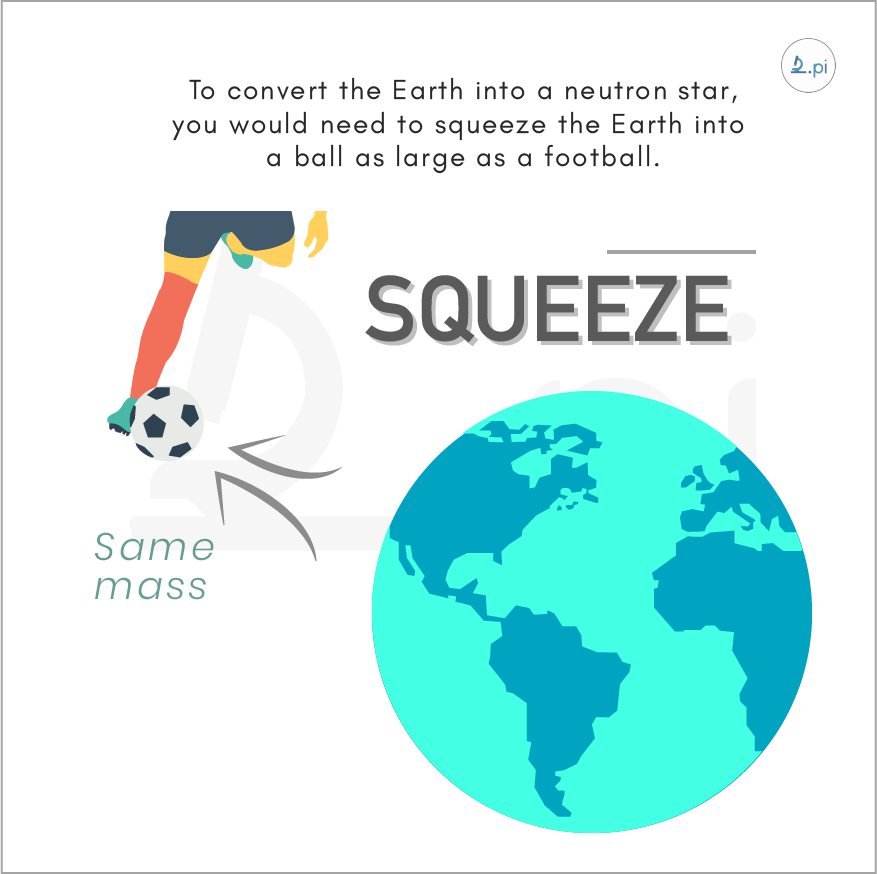 .pi
To convert the Earth into a neutron star,
you would need to squeeze the Earth into
a ball as large as a football.
SQUEEZE
Same
mass